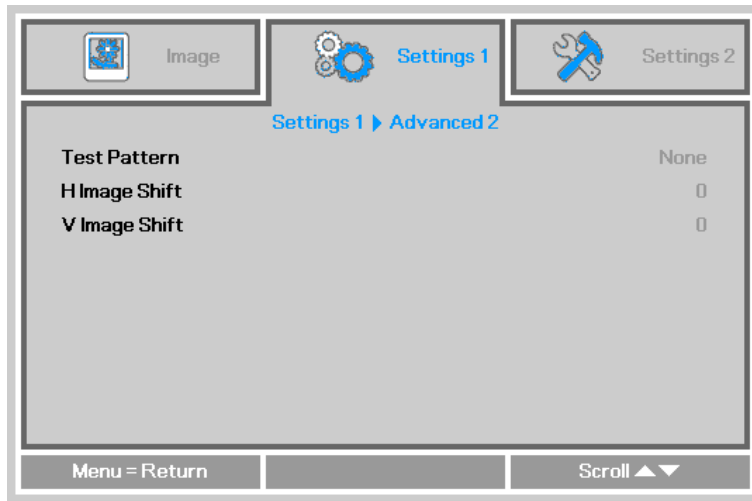 Image
Settings 1
Settings 2
Settings 1 ▶ Advanced 2
Test Pattern None
H Image Shift 0
V Image Shift 0
Menu = Return
Scroll ▲▼